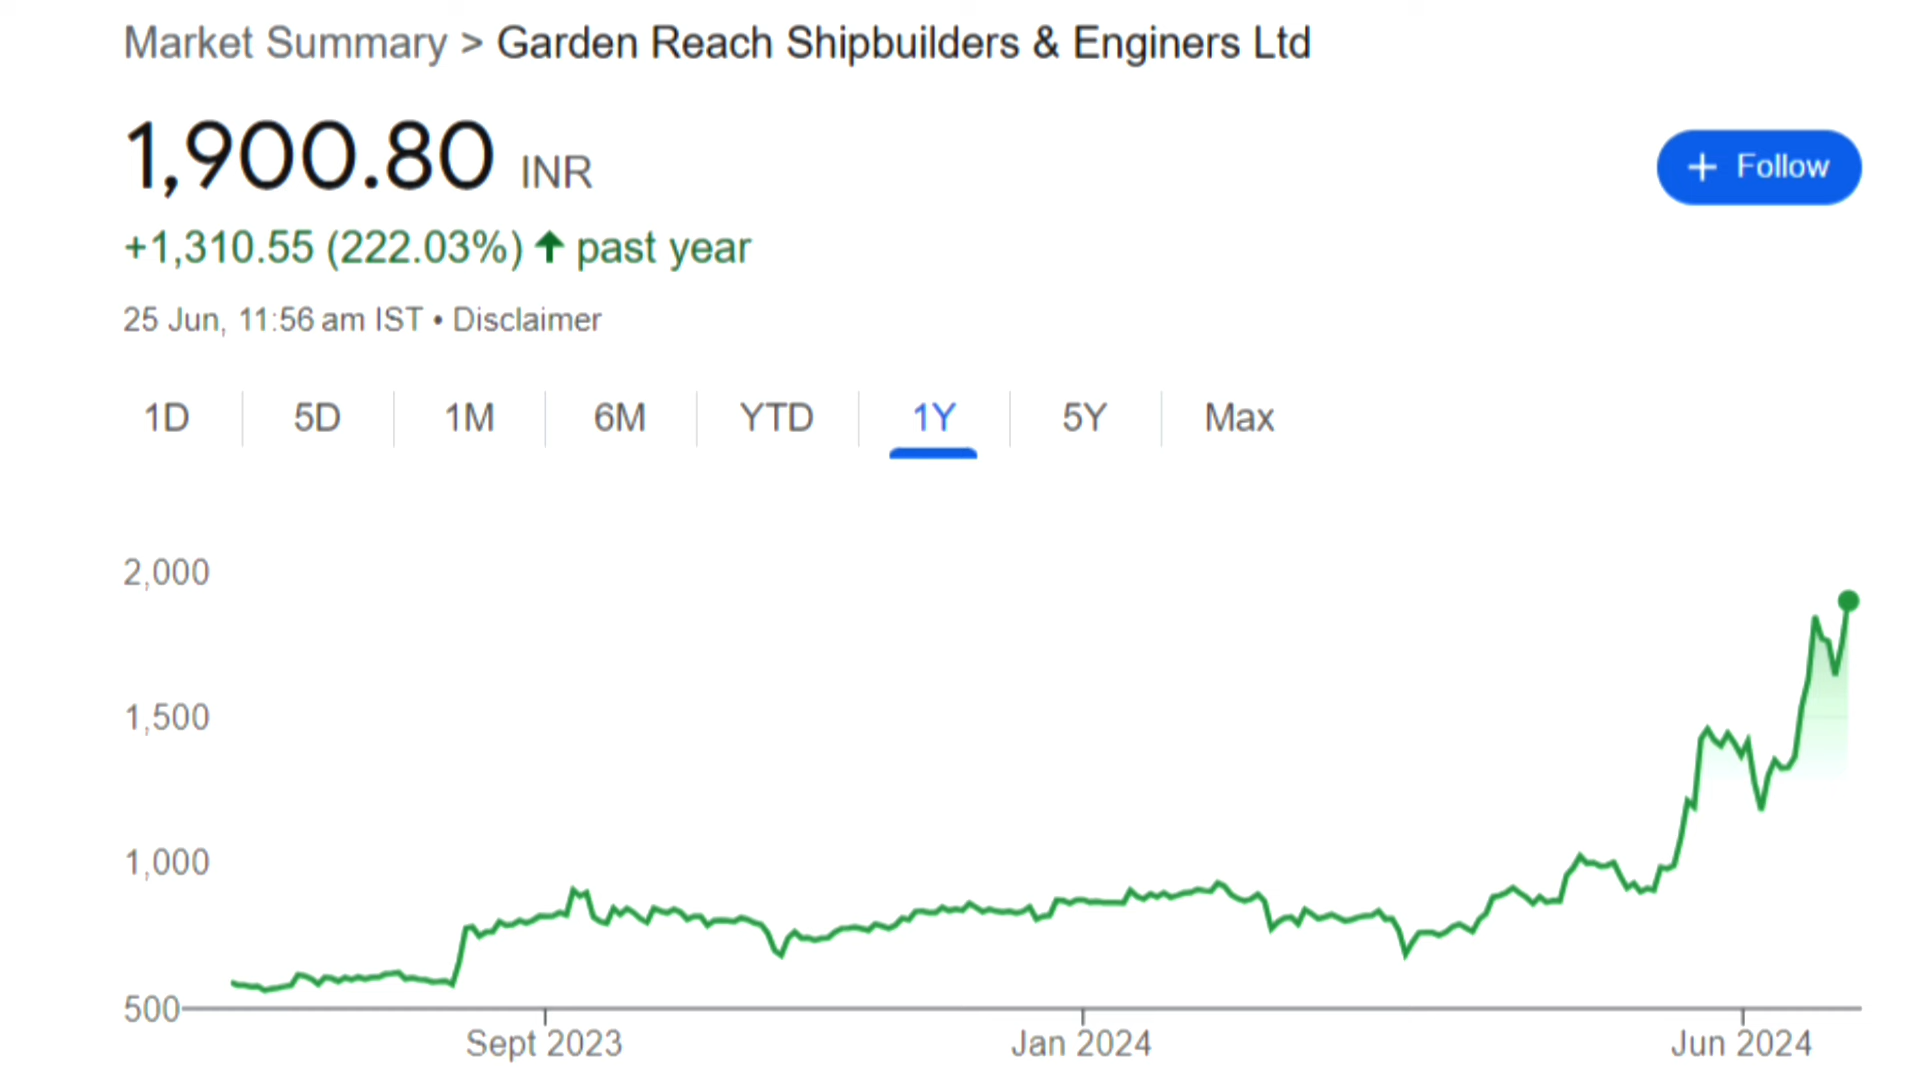 Market Summary > Garden Reach Shipbuilders & Enginers Ltd
1,900.80 INR
+ Follow
+1,310.55 (222.03%) ↑ past year
25 Jun, 11:56 am IST • Disclaimer
1D 5D 1M 6M YTD 1Y 5Y Max
2,000
1,500
1,000
500
Sept 2023 Jan 2024 Jun 2024